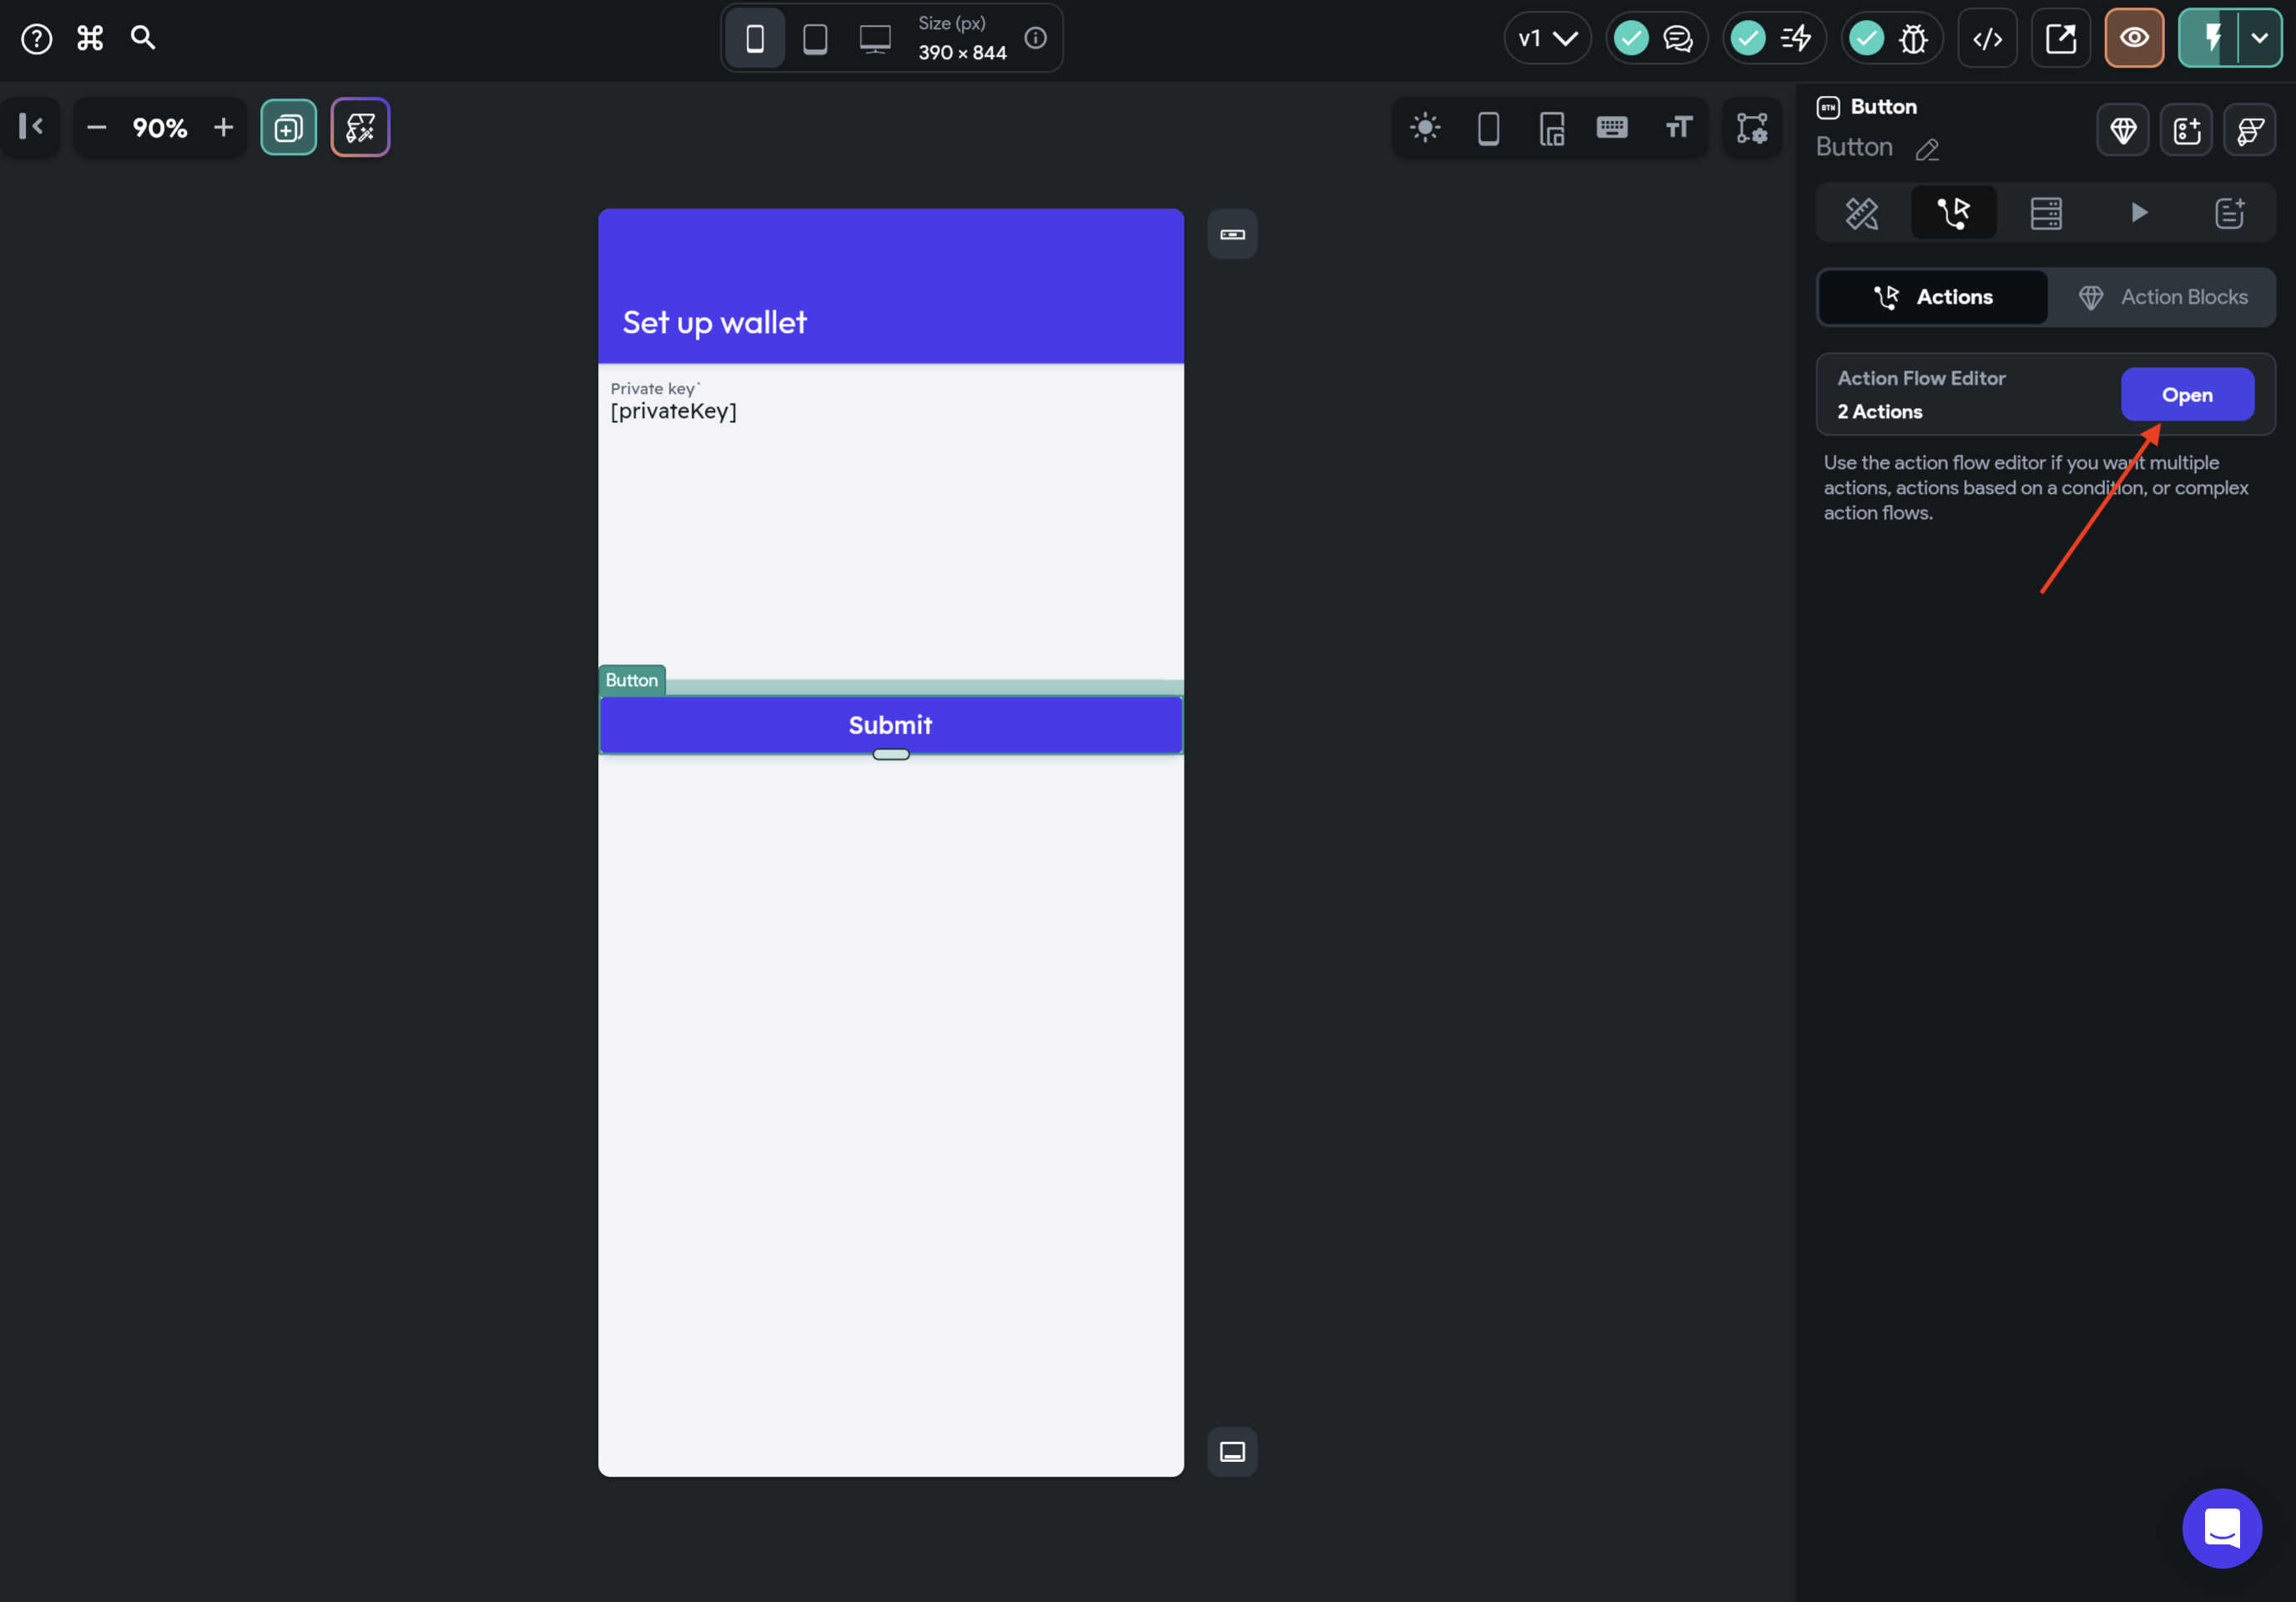 Size (px)
390 × 844
v1
90%
BTN
Button
Button
Actions
Action Blocks
Action Flow Editor
2 Actions
Open
Use the action flow editor if you want multiple
actions, actions based on a condition, or complex
action flows.
Set up wallet
Private key`
[privateKey]
Button
Submit